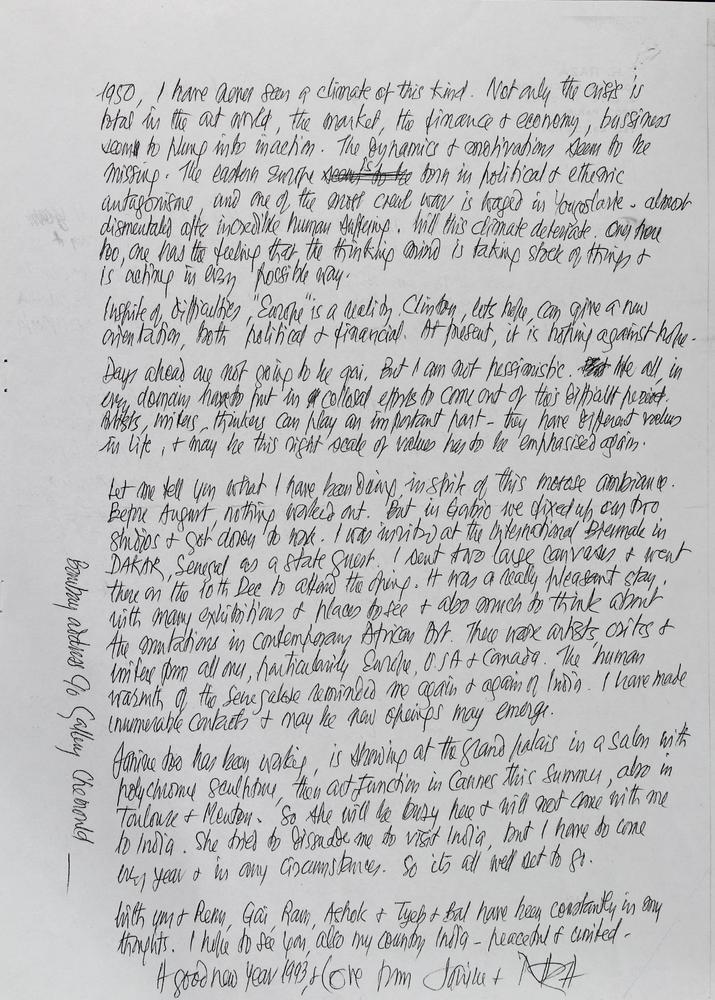 1950, I have never seen a climate of this kind. Not only the crisis is
total in the art world, the market, the finance & economy, bussiness
seems to plung into inaction. The Dynamics & motivations seem to be
missing. The eastern Europe is torn in political & ethenic
antagonisme, and one of the most cruel war is waged in Yougoslavie - almost
dismentaled after incredible human suffering. Will this climate deteriorate. Over here
too, one has the feeling that the thinking mind is taking stock of things &
is acting in every possible way.
Inspite of difficulties, "Europe" is a reality. Clinton, lets hope, can give a new
orientation, both political & financial. At present, it is hoping against hope.
Days ahead are not going to be gai. But I am not pessionistic. We all, in
every domain have to put in a collosal efforts to come out of this difficult period.
Artists, writers, thinkers can play an important part - they have different values
in life, & may be this right scale of values has to be emphasised again.
Let me tell you what I have been doing, inspite of this morose ambiance.
Before August, nothing worked out. But in Gorbio we fixed up our two
studios & got down to work. I was invited at the International Biennale in
DAKAR, Senegal as a state guest. I sent two large canvases & went
there on the 10th Dec to attend the opening. It was a really pleasant stay,
with many exhibitions & places to see & also much to think about
the mutations in contemporary African Art. There were artists, critics &
writers from all over, particularly Europe, USA & Canada. The human
warmth of the Senegalese reminded me again & again of India. I have made
innumerable contacts & may be new openings may emerge.
Janine too has been working, is showing at the grand palais in a salon with
polychrome sculpture, then art function in Cannes this Summer, also in
Toulouse & Menton. So she will be busy here & will not come with me
to India. She tried to dissuade me to visit India, but I have to come
every year & in any circumstances. So its all well set to go.
With you & Renu, Gai, Ram, Ashok & Tyeb & Bal have been constantly in my
thoughts. I hope to see you, also my country India - peaceful & united -
A good new year 1993, & love from Janine & RAZA
Bombay address c/o Gallery Chemould